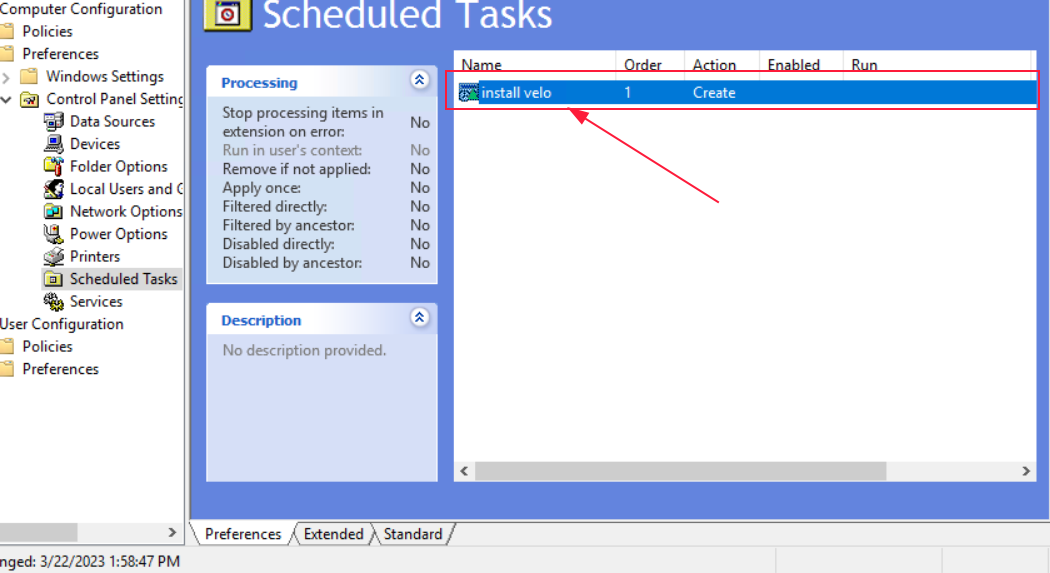 Computer Configuration
Policies
Preferences
Windows Settings
Control Panel Setting
Data Sources
Devices
Folder Options
Local Users and G
Network Options
Power Options
Printers
Scheduled Tasks
Services
User Configuration
Policies
Preferences
Scheduled Tasks
Processing
Stop processing items in
extension on error: No
Run in user's context: No
Remove if not applied: No
Apply once: No
Filtered directly: No
Filtered by ancestor: No
Disabled directly: No
Disabled by ancestor: No
Description
No description provided.
Name Order Action Enabled Run
install velo 1 Create
Preferences Extended Standard
nged: 3/22/2023 1:58:47 PM